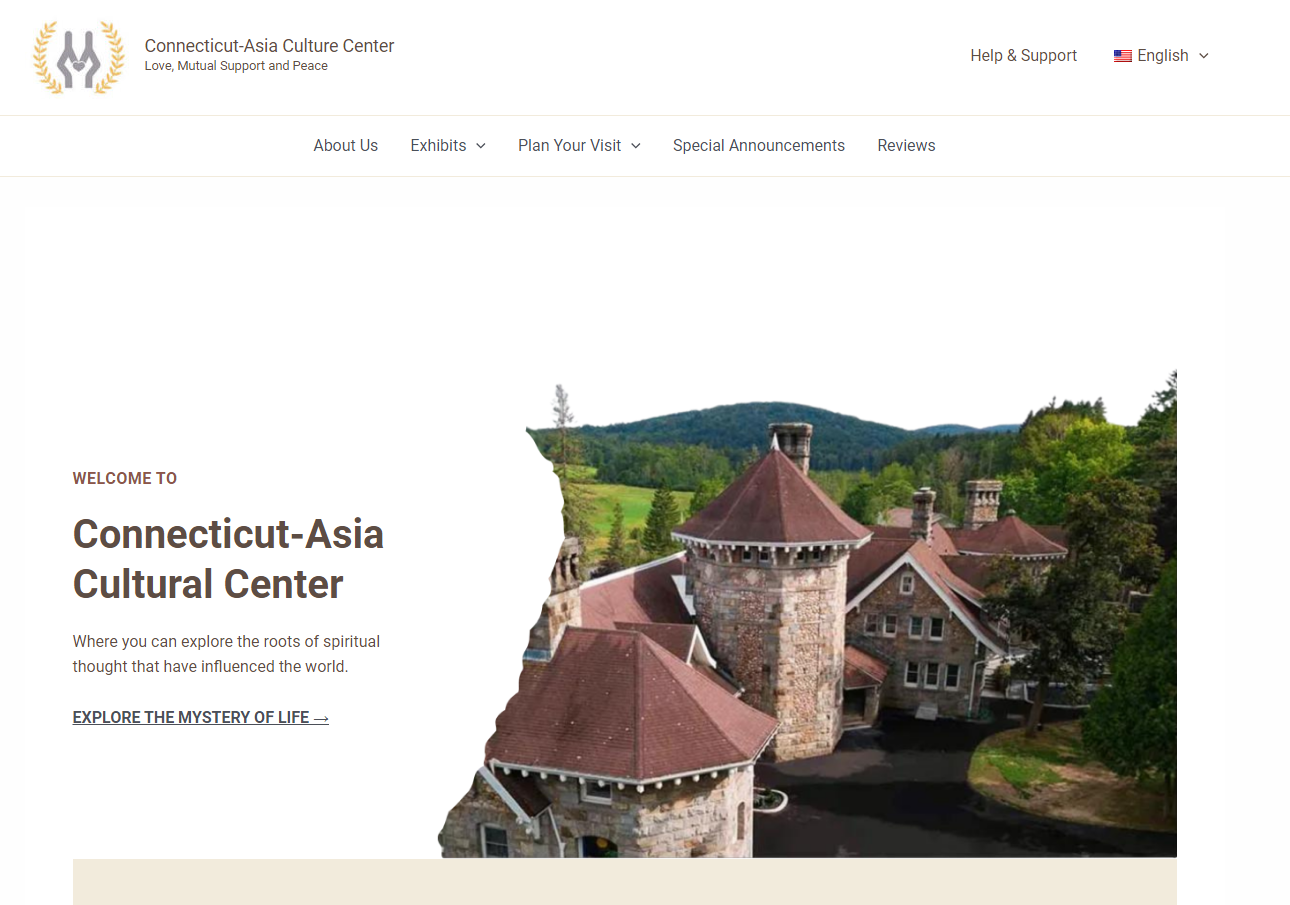 Connecticut-Asia Culture Center
Love, Mutual Support and Peace
Help & Support
English
About Us
Exhibits
Plan Your Visit
Special Announcements
Reviews
WELCOME TO
Connecticut-Asia
Cultural Center
Where you can explore the roots of spiritual
thought that have influenced the world.
EXPLORE THE MYSTERY OF LIFE →